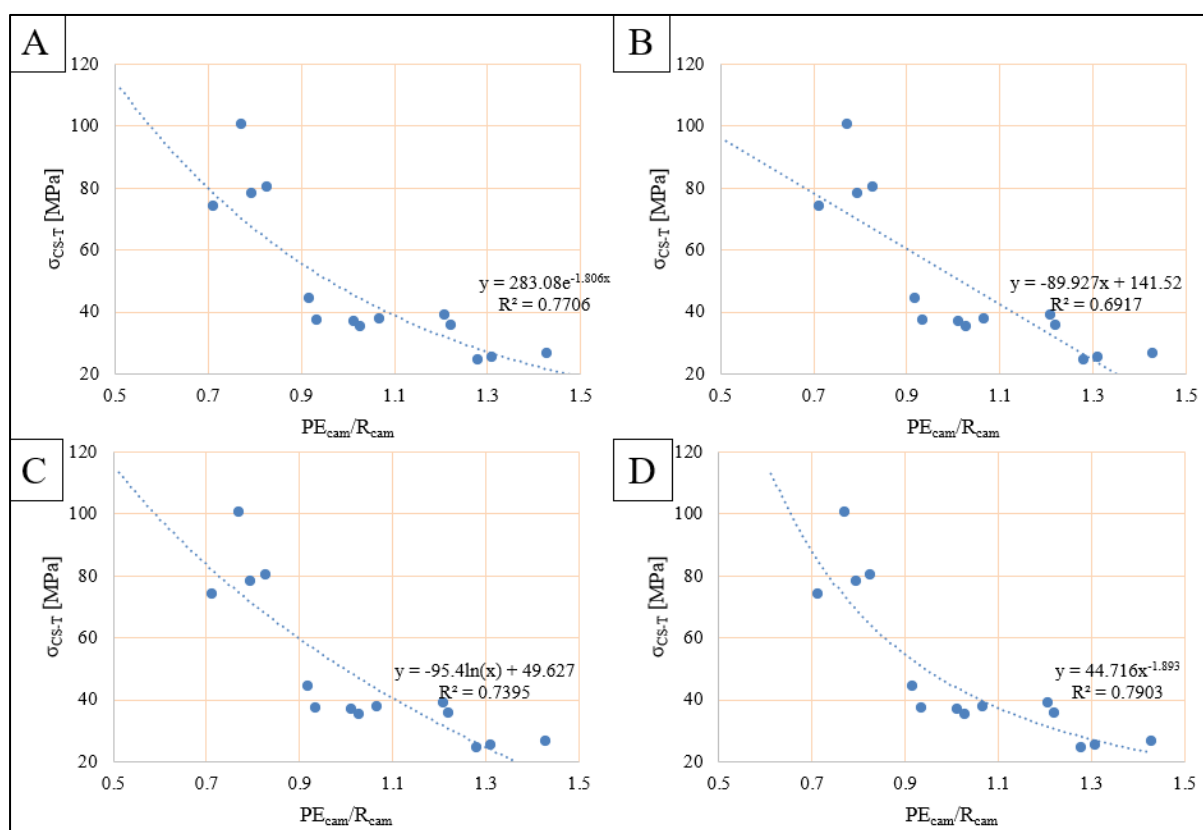 A
120
100
80
60
40
20
σCS-T [MPa]
y = 283.08e^-1.806x
R² = 0.7706
0.5 0.7 0.9 1.1 1.3 1.5
PEcam/Rcam
B
120
100
80
60
40
20
σCS-T [MPa]
y = -89.927x + 141.52
R² = 0.6917
0.5 0.7 0.9 1.1 1.3 1.5
PEcam/Rcam
C
120
100
80
60
40
20
σCS-T [MPa]
y = -95.4ln(x) + 49.627
R² = 0.7395
0.5 0.7 0.9 1.1 1.3 1.5
PEcam/Rcam
D
120
100
80
60
40
20
σCS-T [MPa]
y = 44.716x^-1.893
R² = 0.7903
0.5 0.7 0.9 1.1 1.3 1.5
PEcam/Rcam